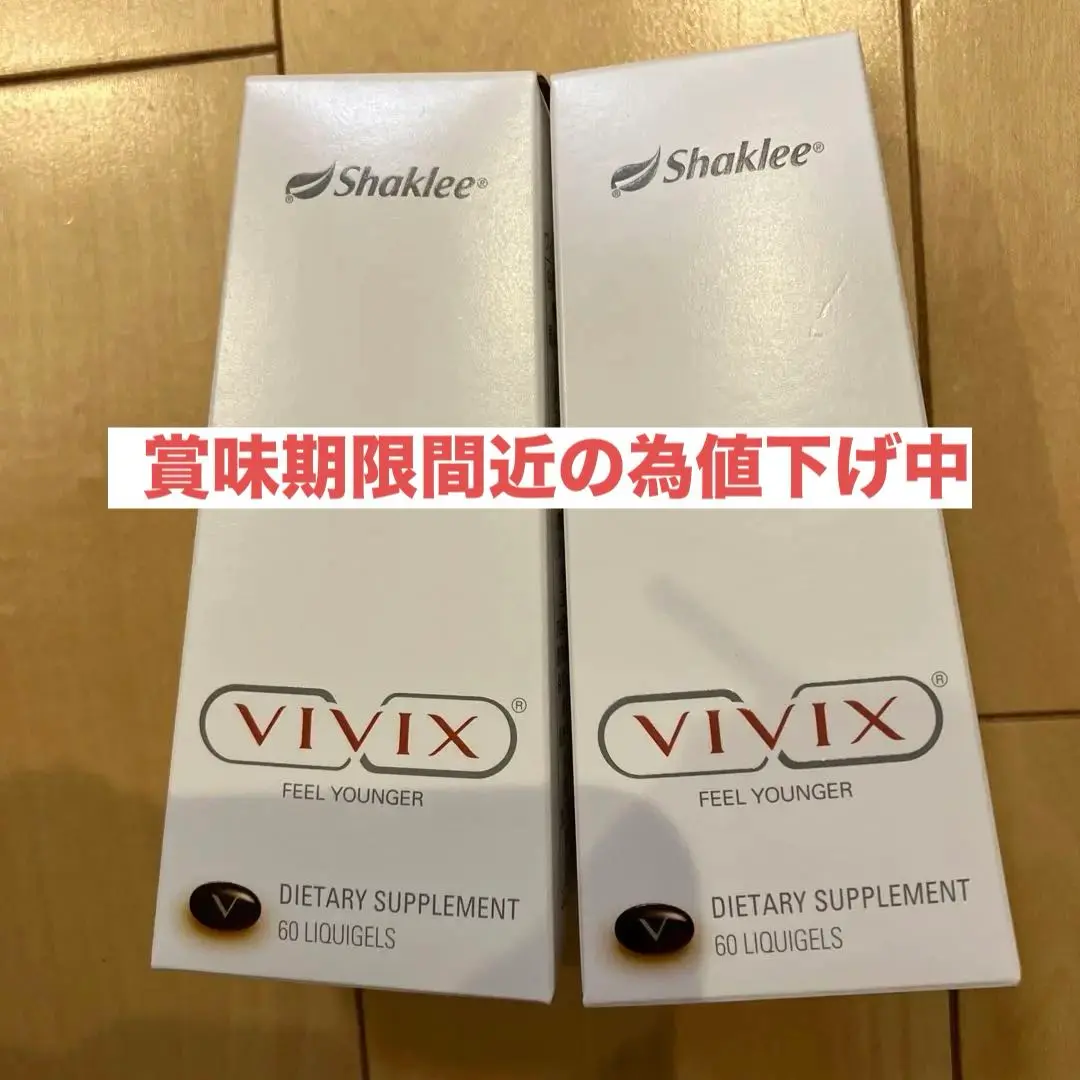 Shaklee®
Shaklee®
賞味期限間近の為値下げ中
VIVIX®
FEEL YOUNGER
V
DIETARY SUPPLEMENT
60 LIQUIGELS
VIVIX®
FEEL YOUNGER
V
DIETARY SUPPLEMENT
60 LIQUIGELS